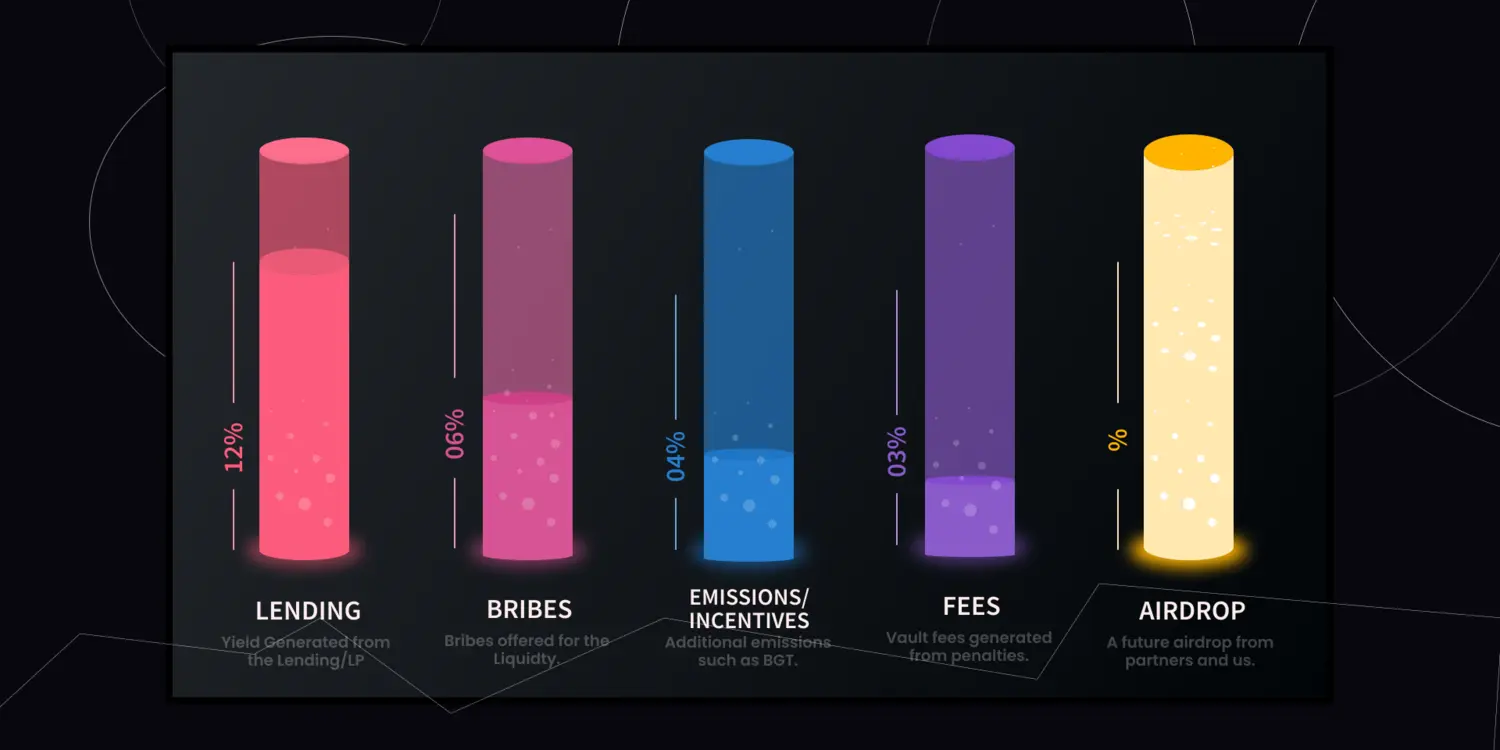 12%
LENDING
Yield Generated from
the Lending/LP
06%
BRIBES
Bribes offered for the
Liquidty.
04%
EMISSIONS/
INCENTIVES
Additional emissions
such as BGT.
03%
FEES
Vault fees generated
from penalties.
%
AIRDROP
A future airdrop from
partners and us.